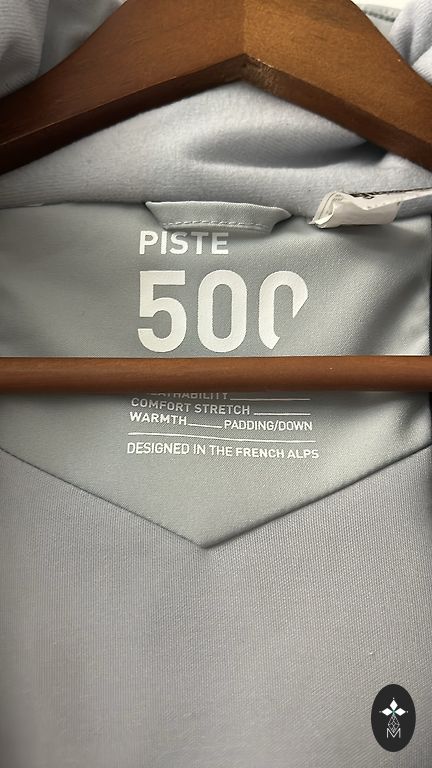 PISTE
500
COMFORT STRETCH
WARMTH PADDING/DOWN
DESIGNED IN THE FRENCH ALPS